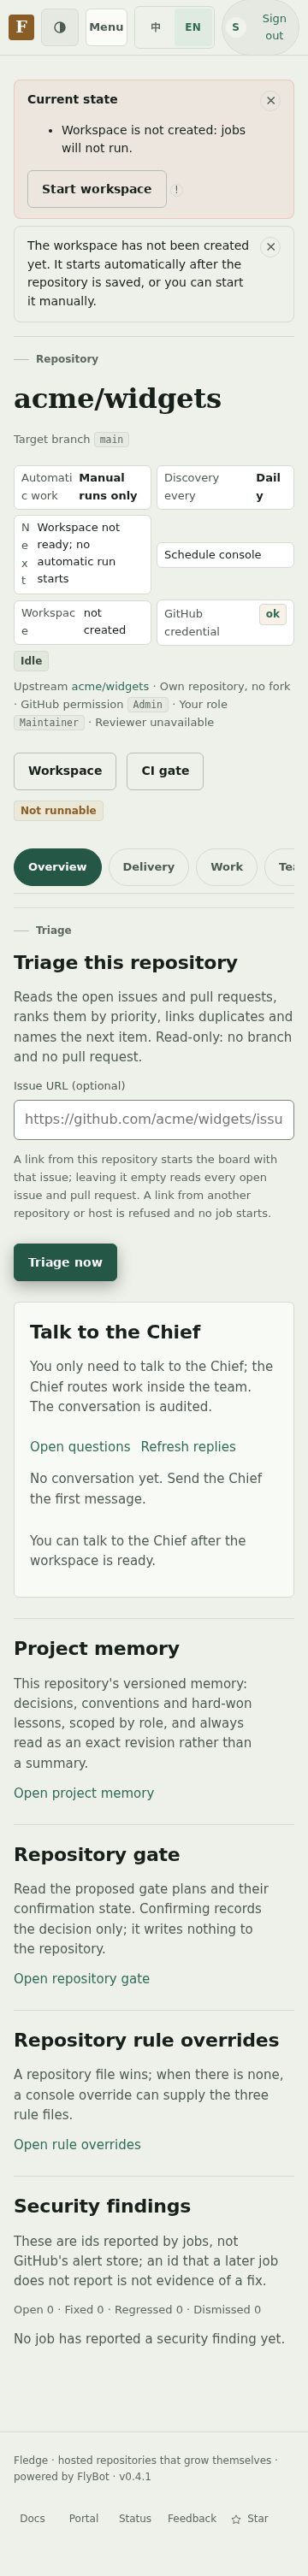 F
Menu
中
EN
S
Sign
out
Current state
Workspace is not created: jobs
will not run.
Start workspace
!
The workspace has not been created
yet. It starts automatically after the
repository is saved, or you can start
it manually.
Repository
acme/widgets
Target branch main
Automati
c work
Manual
runs only
Discovery
every
Dail
y
N
e
x
t
Workspace not
ready; no
automatic run
starts
Schedule console
Workspac
e
not
created
GitHub
credential
ok
Idle
Upstream acme/widgets · Own repository, no fork
· GitHub permission Admin · Your role
Maintainer · Reviewer unavailable
Workspace
CI gate
Not runnable
Overview
Delivery
Work
Triage
Triage this repository
Reads the open issues and pull requests,
ranks them by priority, links duplicates and
names the next item. Read-only: no branch
and no pull request.
Issue URL (optional)
https://github.com/acme/widgets/issu
A link from this repository starts the board with
that issue; leaving it empty reads every open
issue and pull request. A link from another
repository or host is refused and no job starts.
Triage now
Talk to the Chief
You only need to talk to the Chief; the
Chief routes work inside the team.
The conversation is audited.
Open questions Refresh replies
No conversation yet. Send the Chief
the first message.
You can talk to the Chief after the
workspace is ready.
Project memory
This repository's versioned memory:
decisions, conventions and hard-won
lessons, scoped by role, and always
read as an exact revision rather than
a summary.
Open project memory
Repository gate
Read the proposed gate plans and their
confirmation state. Confirming records
the decision only; it writes nothing to
the repository.
Open repository gate
Repository rule overrides
A repository file wins; when there is none,
a console override can supply the three
rule files.
Open rule overrides
Security findings
These are ids reported by jobs, not
GitHub's alert store; an id that a later job
does not report is not evidence of a fix.
Open 0 · Fixed 0 · Regressed 0 · Dismissed 0
No job has reported a security finding yet.
Fledge · hosted repositories that grow themselves ·
powered by FlyBot · v0.4.1
Docs
Portal
Status
Feedback
Star